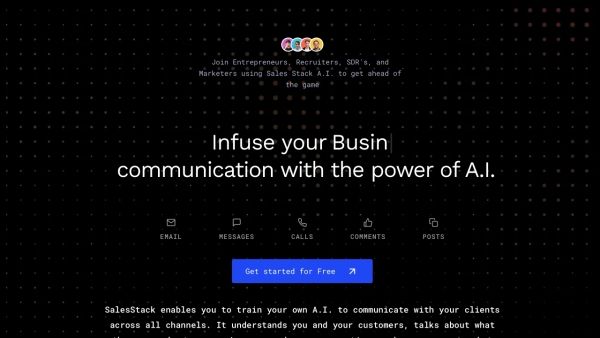 Join Entrepreneurs, Recruiters, SDR's, and
Marketers using Sales Stack A.I. to get ahead of
the game
Infuse your Busin
communication with the power of A.I.
EMAIL
MESSAGES
CALLS
COMMENTS
POSTS
Get started for Free
SalesStack enables you to train your own A.I. to communicate with your clients
across all channels. It understands you and your customers, talks about what